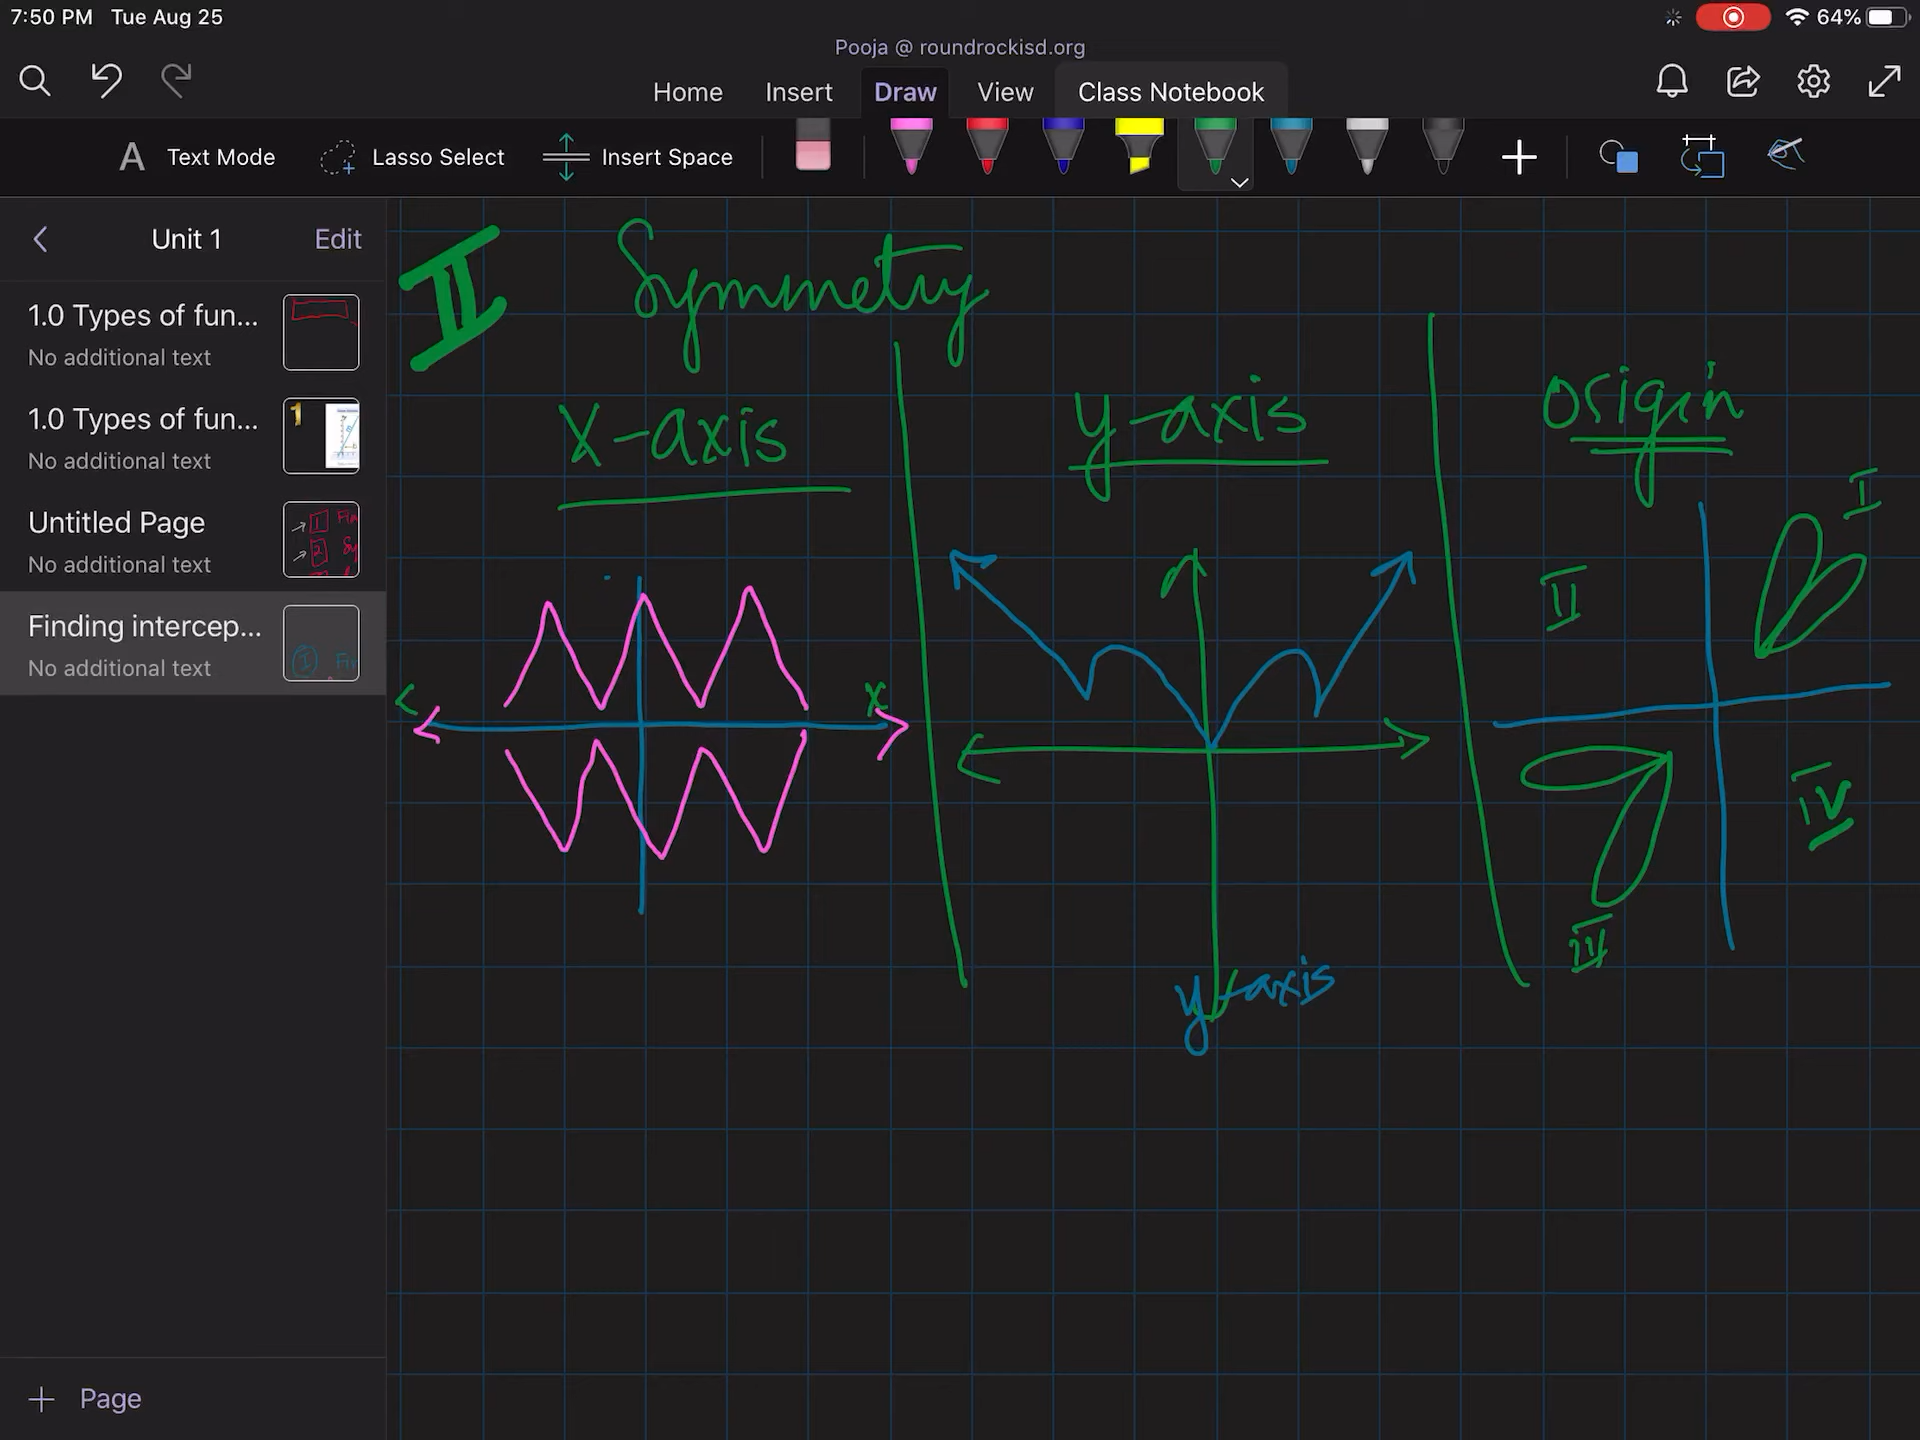 7:50 PM Tue Aug 25
64%
Pooja @ roundrockisd.org
Home Insert Draw View Class Notebook
A Text Mode Lasso Select Insert Space
Unit 1 Edit
1.0 Types of fun...
No additional text
1.0 Types of fun...
No additional text
Untitled Page
No additional text
Finding intercep...
No additional text
Page
II Symmetry
x-axis
y-axis
origin
I
II
x
IV
III
y-axis